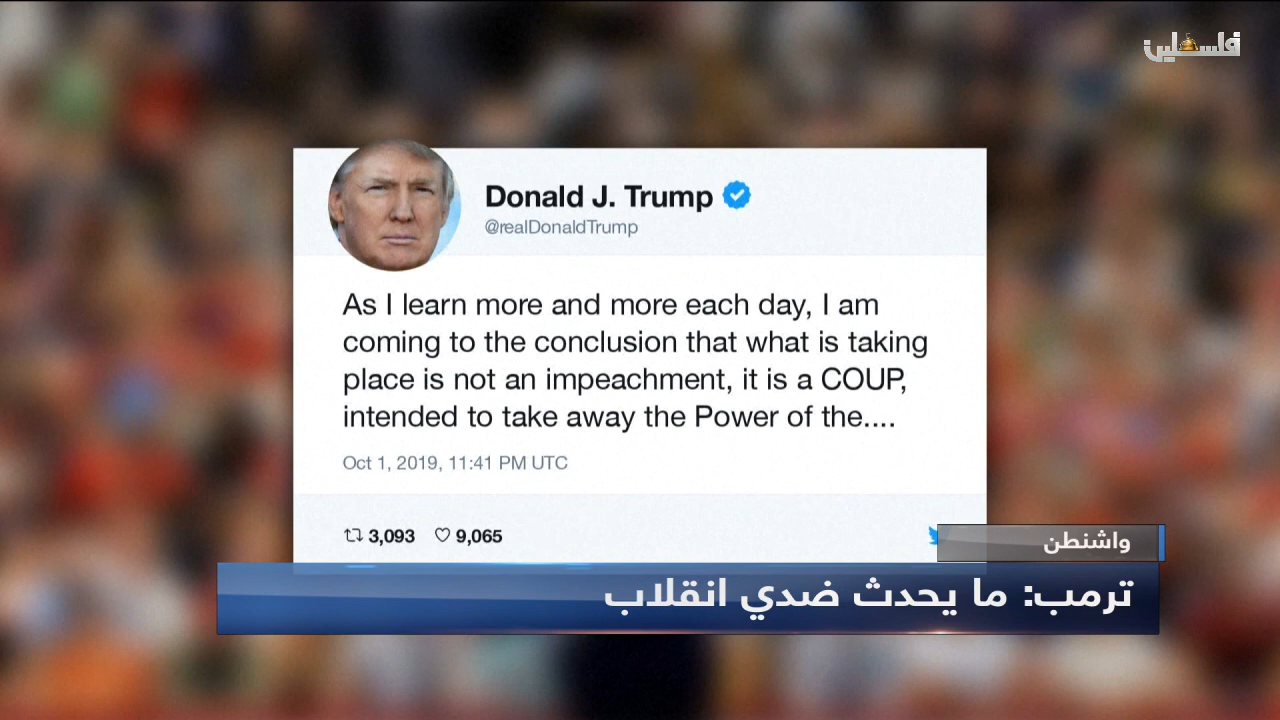 فلسطين
Donald J. Trump
@realDonaldTrump
As I learn more and more each day, I am
coming to the conclusion that what is taking
place is not an impeachment, it is a COUP,
intended to take away the Power of the....
Oct 1, 2019, 11:41 PM UTC
3,093 9,065
واشنطن
ترمب: ما يحدث ضدي انقلاب